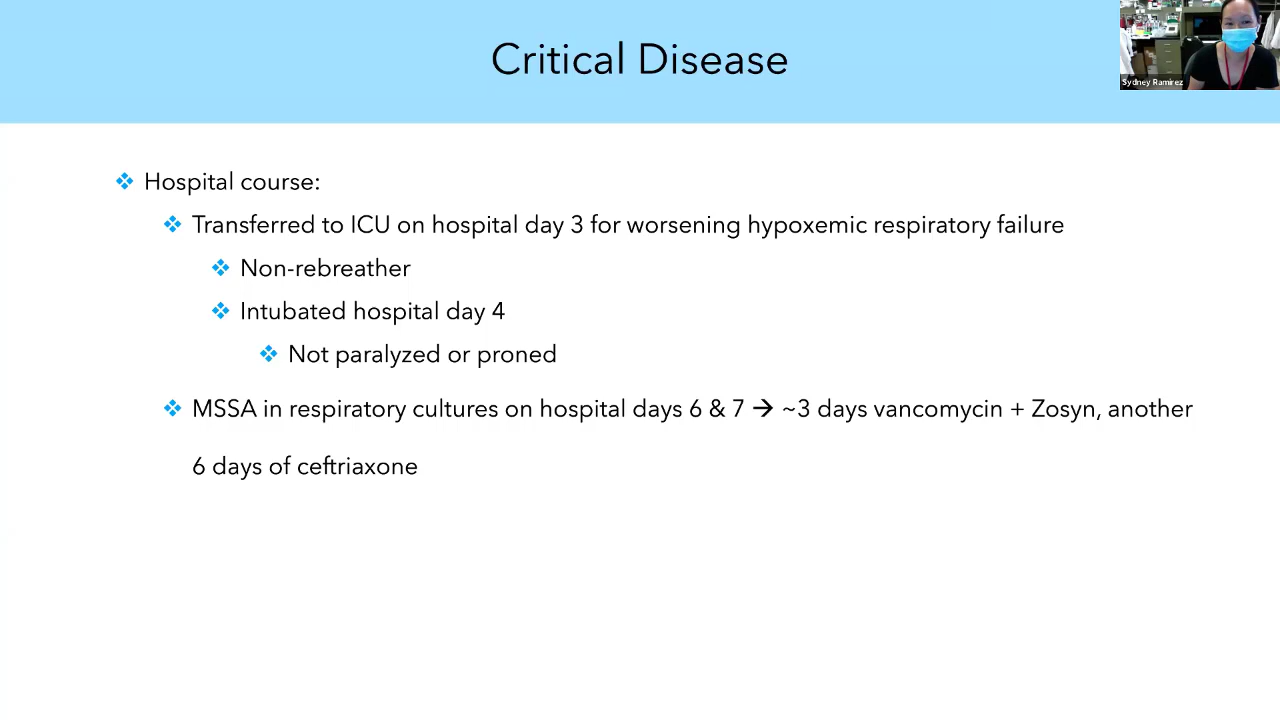 Critical Disease
Sydney Ramirez
❖ Hospital course:
❖ Transferred to ICU on hospital day 3 for worsening hypoxemic respiratory failure
❖ Non-rebreather
❖ Intubated hospital day 4
❖ Not paralyzed or proned
❖ MSSA in respiratory cultures on hospital days 6 & 7 → ~3 days vancomycin + Zosyn, another
6 days of ceftriaxone